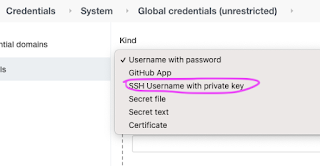 Credentials › System › Global credentials (unrestricted) ›
ential domains
ls
Kind
✓ Username with password
GitHub App
SSH Username with private key
Secret file
Secret text
Certificate